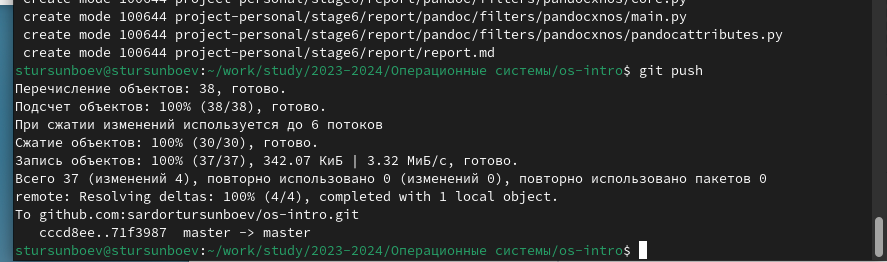 create mode 100644 project-personal/stage6/report/pandoc/filters/pandocxnos/core.py
create mode 100644 project-personal/stage6/report/pandoc/filters/pandocxnos/main.py
create mode 100644 project-personal/stage6/report/pandoc/filters/pandocxnos/pandocattributes.py
create mode 100644 project-personal/stage6/report/report.md
stursunboev@stursunboev:~/work/study/2023-2024/Операционные системы/os-intro$ git push
Перечисление объектов: 38, готово.
Подсчет объектов: 100% (38/38), готово.
При сжатии изменений используется до 6 потоков
Сжатие объектов: 100% (30/30), готово.
Запись объектов: 100% (37/37), 342.07 КиБ | 3.32 МиБ/с, готово.
Всего 37 (изменений 4), повторно использовано 0 (изменений 0), повторно использовано пакетов 0
remote: Resolving deltas: 100% (4/4), completed with 1 local object.
To github.com:sardortursunboev/os-intro.git
cccd8ee..71f3987  master -> master
stursunboev@stursunboev:~/work/study/2023-2024/Операционные системы/os-intro$